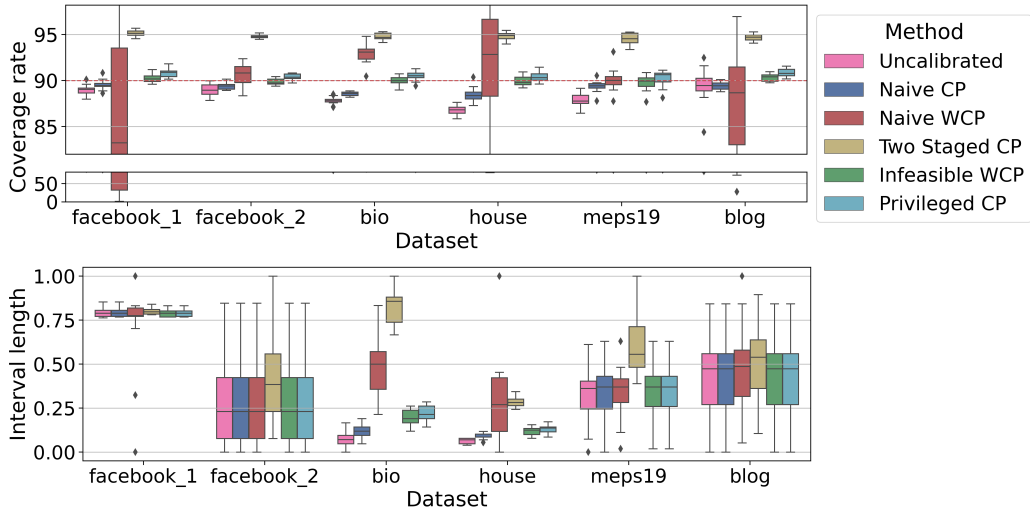 Coverage rate
95
90
85
50
0
facebook_1 facebook_2 bio house meps19 blog
Dataset
Method
Uncalibrated
Naive CP
Naive WCP
Two Staged CP
Infeasible WCP
Privileged CP
Interval length
1.00
0.75
0.50
0.25
0.00
facebook_1 facebook_2 bio house meps19 blog
Dataset